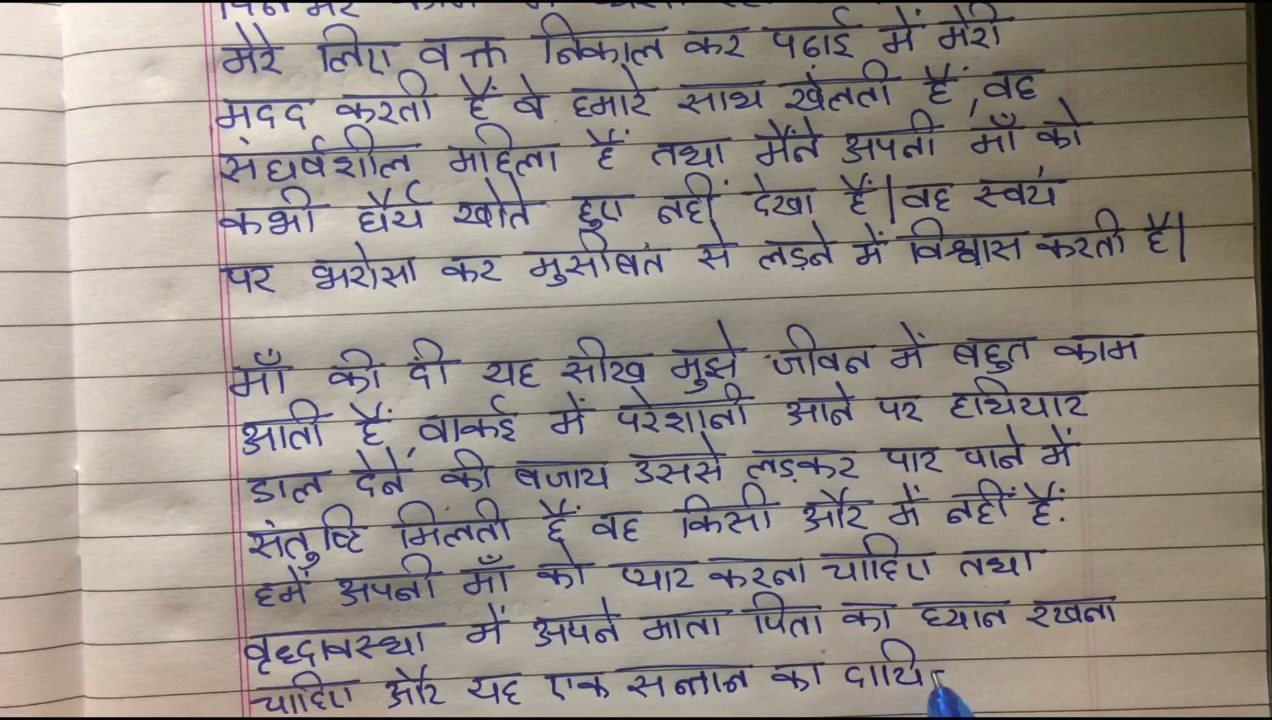 मेरे लिए वक्त निकाल कर पढाई में मेरी
मदद करती हैं वे हमारे साथ खेलती हैं, वह
संघर्षशील महिला हैं तथा मैंने अपनी माँ को
कभी धैर्य खोते हुए नहीं देखा हैं। वह स्वयं
पर भरोसा कर मुसीबत से लड़ने में विश्वास करती हैं।
माँ की दी यह सीख मुझे जीवन में बहुत काम
आती हैं, वाकई में परेशानी आने पर हथियार
डाल देनें की बजाय उससे लड़कर पार पाने में
संतुष्टि मिलती हैं वह किसी और में नहीं हैं.
हमें अपनी माँ को प्यार करना चाहिए तथा
वृद्धावस्था में अपने माता पिता का ध्यान रखना
चाहिए और यह एक सन्तान का दायि